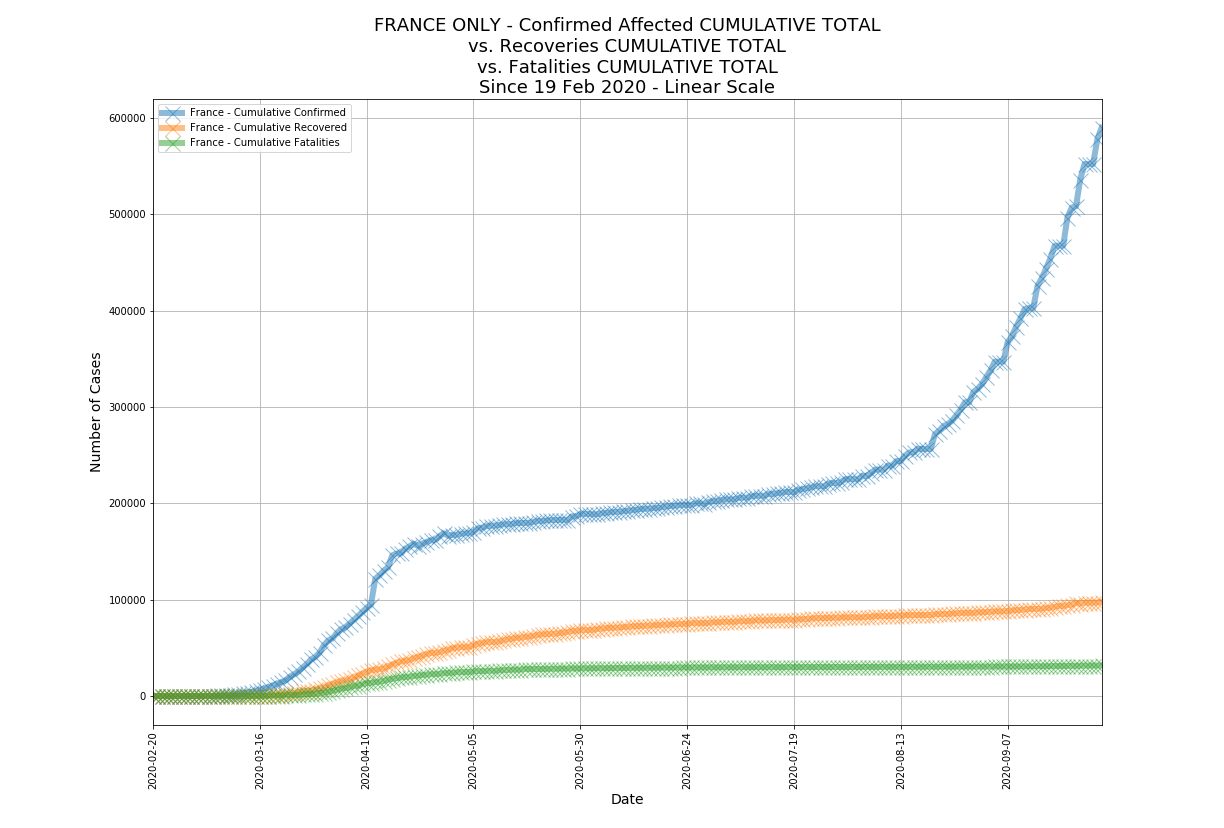 FRANCE ONLY - Confirmed Affected CUMULATIVE TOTAL
vs. Recoveries CUMULATIVE TOTAL
vs. Fatalities CUMULATIVE TOTAL
Since 19 Feb 2020 - Linear Scale
France - Cumulative Confirmed
France - Cumulative Recovered
France - Cumulative Fatalities
Number of Cases
600000
500000
400000
300000
200000
100000
0
2020-02-20
2020-03-16
2020-04-10
2020-05-05
2020-05-30
2020-06-24
2020-07-19
2020-08-13
2020-09-07
Date